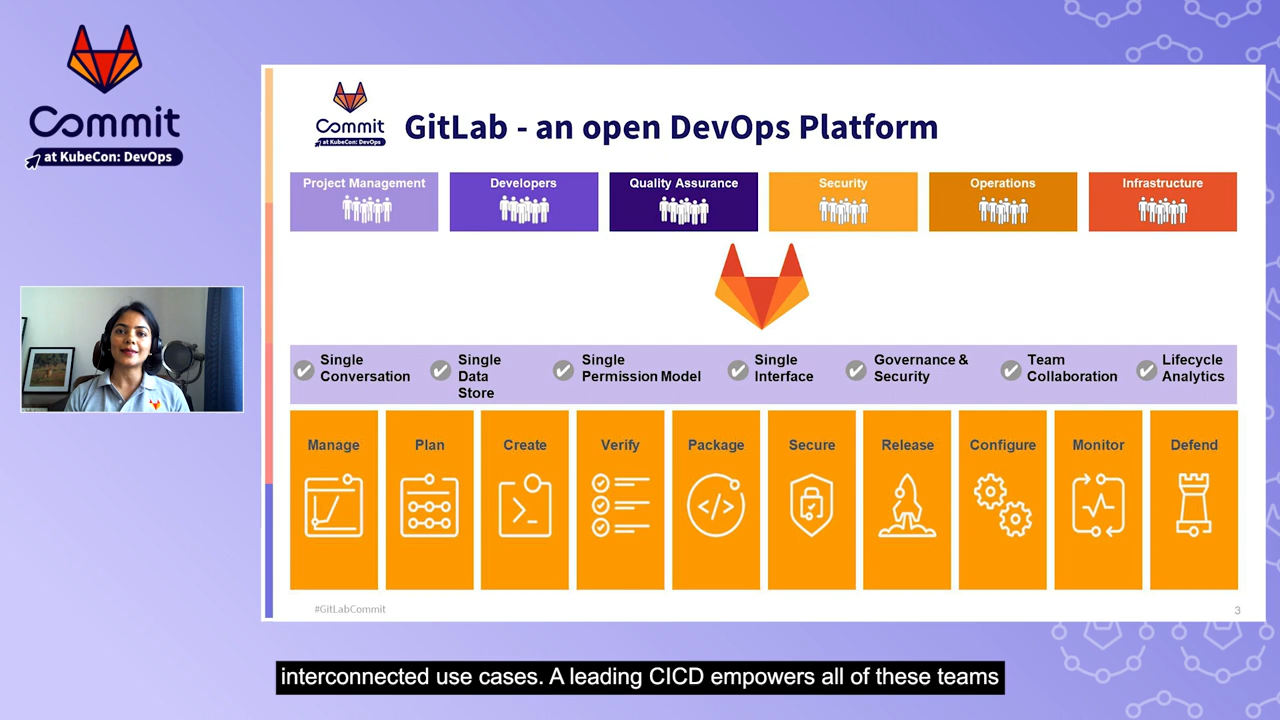 Commit
at KubeCon: DevOps
Commit
at KubeCon: DevOps
GitLab - an open DevOps Platform
Project Management
Developers
Quality Assurance
Security
Operations
Infrastructure
Single
Conversation
Single
Data
Store
Single
Permission Model
Single
Interface
Governance &
Security
Team
Collaboration
Lifecycle
Analytics
Manage
Plan
Create
Verify
Package
Secure
Release
Configure
Monitor
Defend
#GitLabCommit
3
interconnected use cases. A leading CICD empowers all of these teams